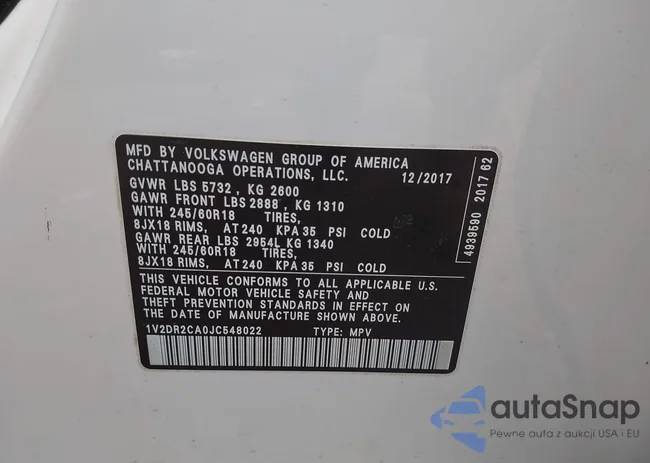 MFD BY VOLKSWAGEN GROUP OF AMERICA
CHATTANOOGA OPERATIONS, LLC. 12/2017
GVWR LBS 5732 , KG 2600
GAWR FRONT LBS 2888 , KG 1310
WITH 245/60R18 TIRES,
8JX18 RIMS, AT 240 KPA 35 PSI COLD
GAWR REAR LBS 2954L KG 1340
WITH 245/60R18 TIRES,
8JX18 RIMS, AT 240 KPA 35 PSI COLD
THIS VEHICLE CONFORMS TO ALL APPLICABLE U.S.
FEDERAL MOTOR VEHICLE SAFETY AND
THEFT PREVENTION STANDARDS IN EFFECT ON
THE DATE OF MANUFACTURE SHOWN ABOVE.
1V2DR2CA0JC548022 TYPE: MPV
4939590 2017 62
autaSnap
Pewne auta z aukcji USA i EU